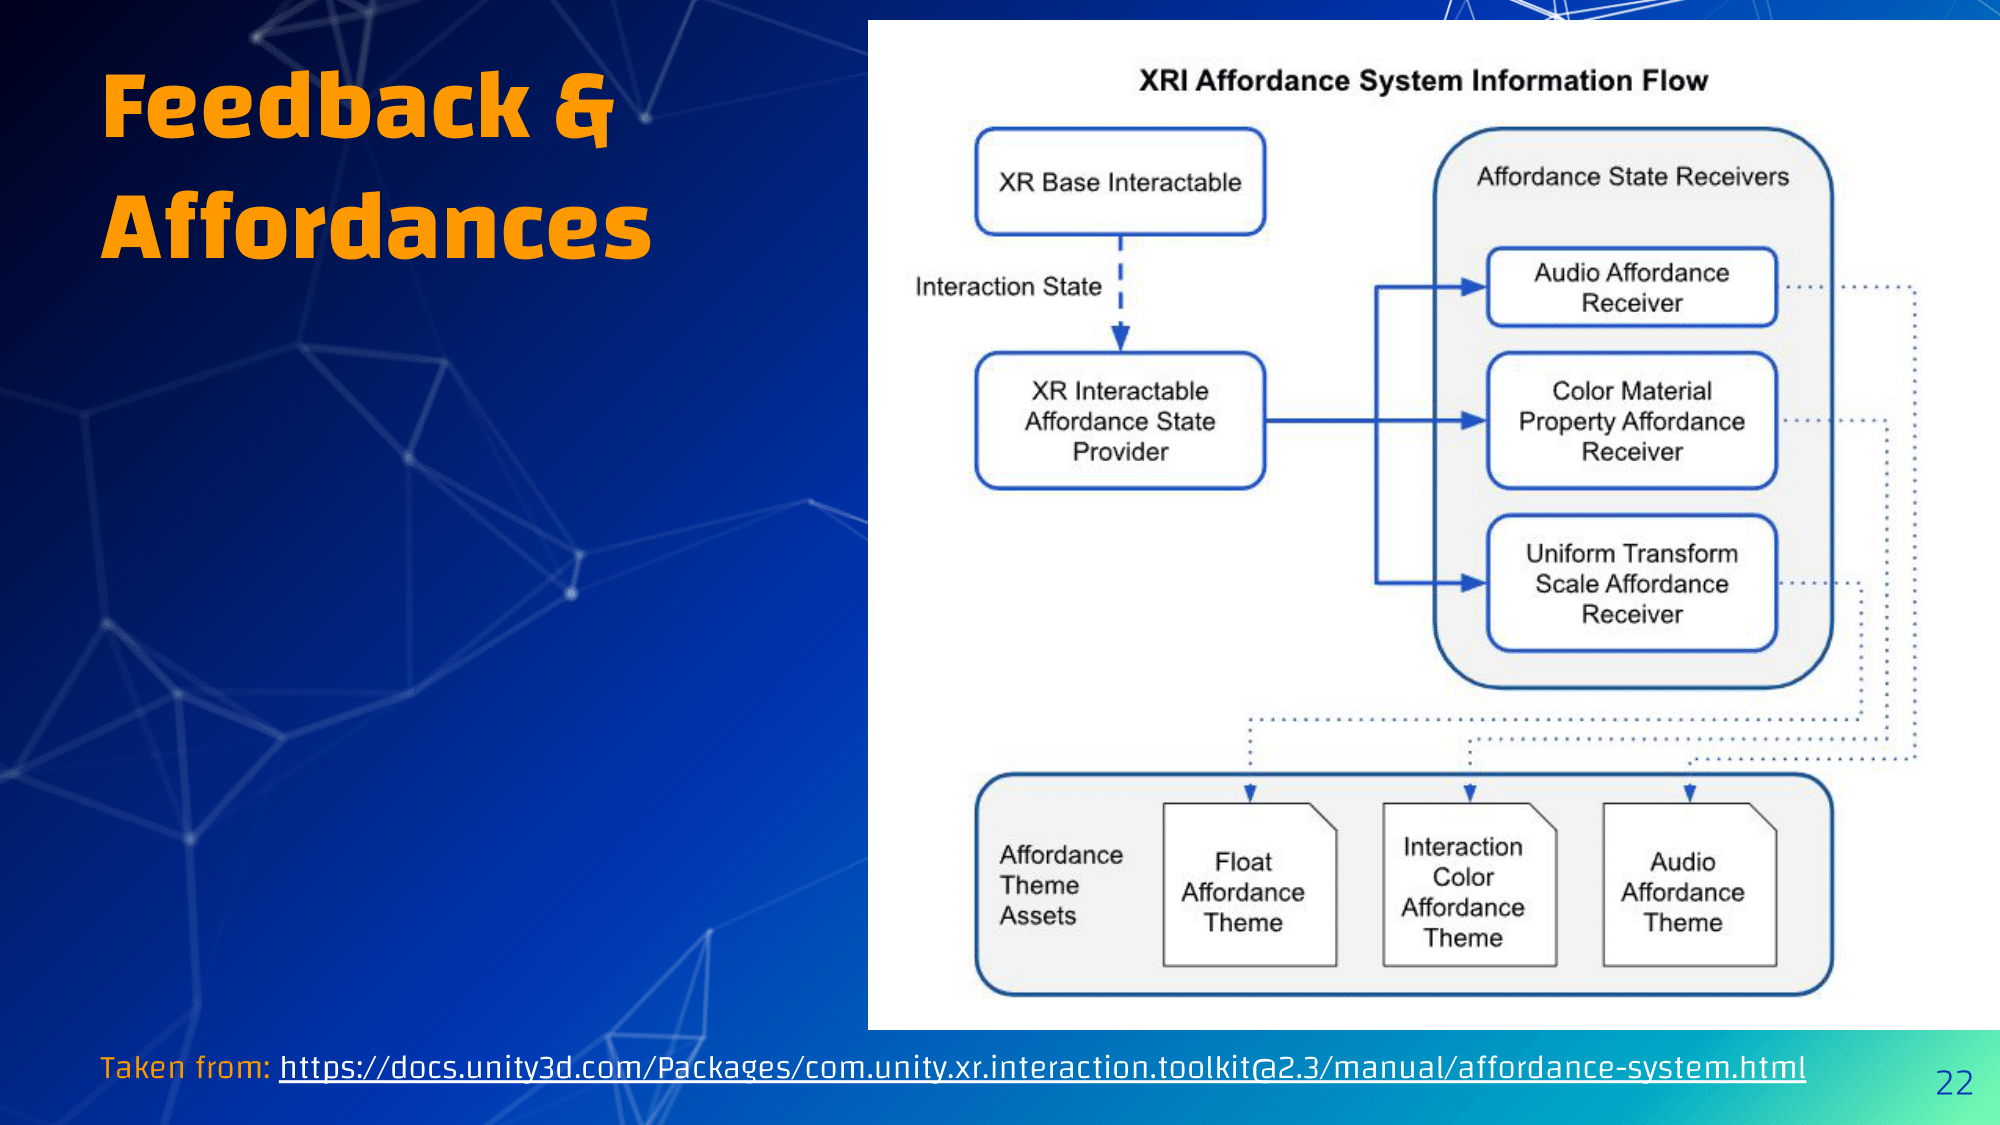 Feedback &
Affordances
XRI Affordance System Information Flow
XR Base Interactable
Interaction State
XR Interactable
Affordance State
Provider
Affordance State Receivers
Audio Affordance
Receiver
Color Material
Property Affordance
Receiver
Uniform Transform
Scale Affordance
Receiver
Affordance
Theme
Assets
Float
Affordance
Theme
Interaction
Color
Affordance
Theme
Audio
Affordance
Theme
Taken from: https://docs.unity3d.com/Packages/com.unity.xr.interaction.toolkit@2.3/manual/affordance-system.html
22